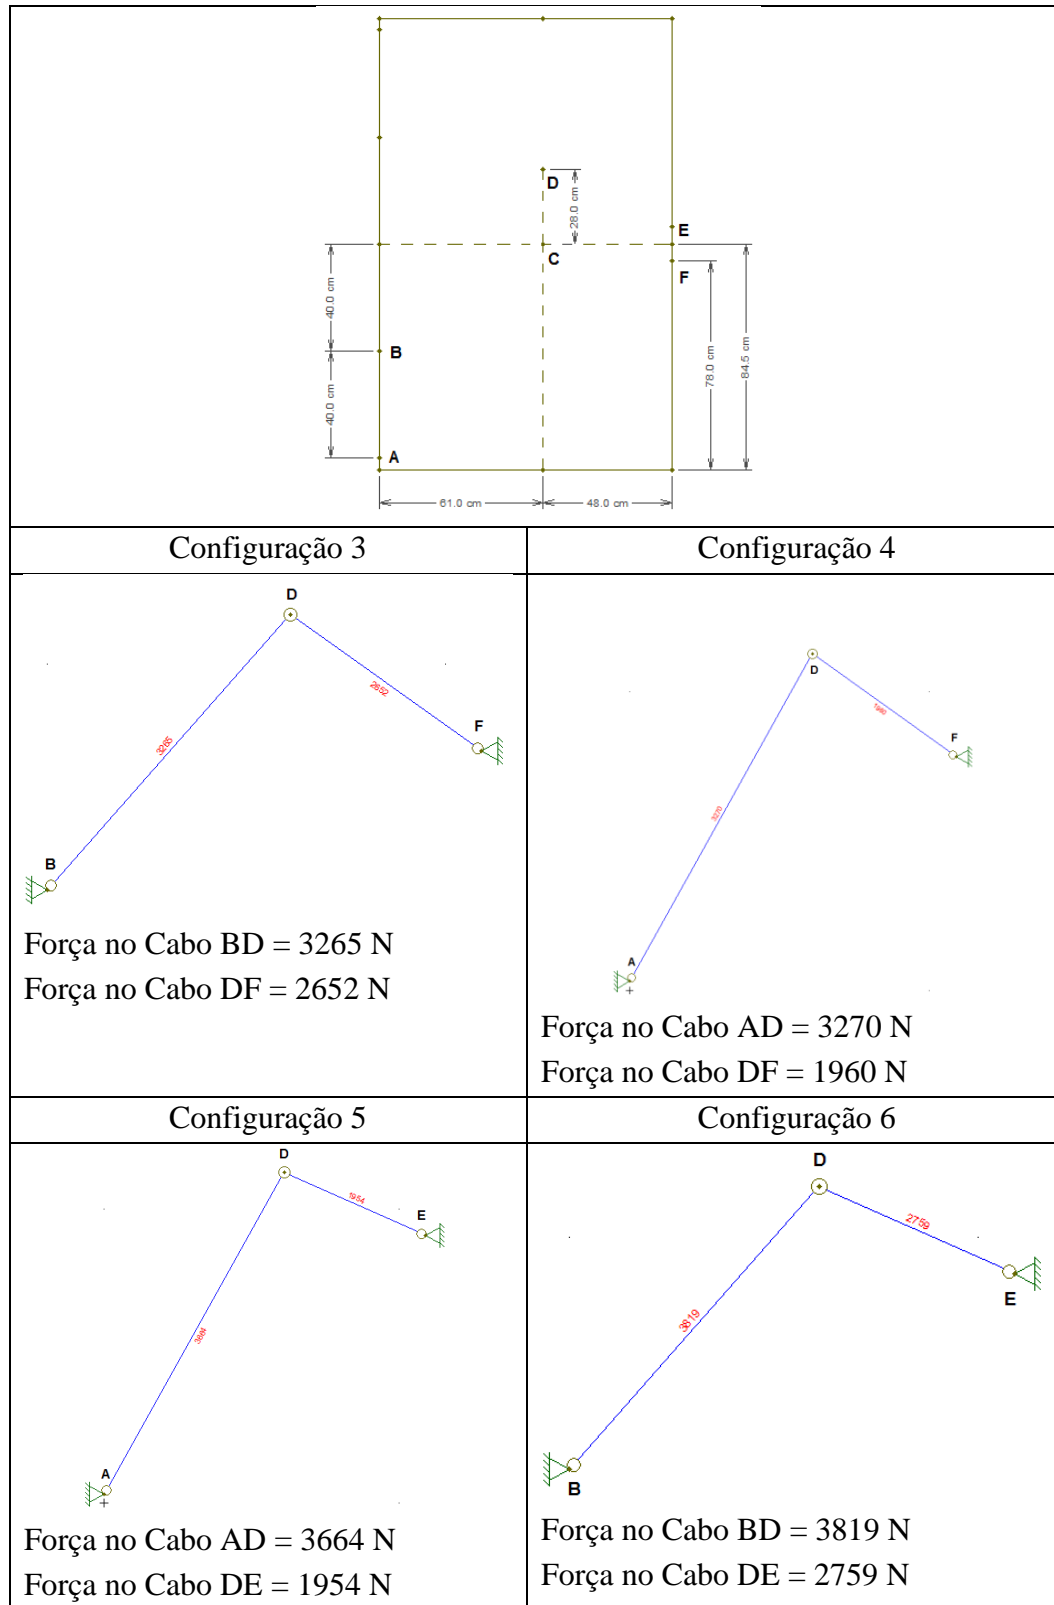 D
28.0 cm
E
C
F
40.0 cm
B
78.0 cm
84.5 cm
40.0 cm
A
61.0 cm
48.0 cm
Configuração 3
Configuração 4
D
2652
F
3265
B
Força no Cabo BD = 3265 N
Força no Cabo DF = 2652 N
D
1960
F
3270
A
Força no Cabo AD = 3270 N
Força no Cabo DF = 1960 N
Configuração 5
Configuração 6
D
1954
E
3664
A
Força no Cabo AD = 3664 N
Força no Cabo DE = 1954 N
D
2759
E
3819
B
Força no Cabo BD = 3819 N
Força no Cabo DE = 2759 N